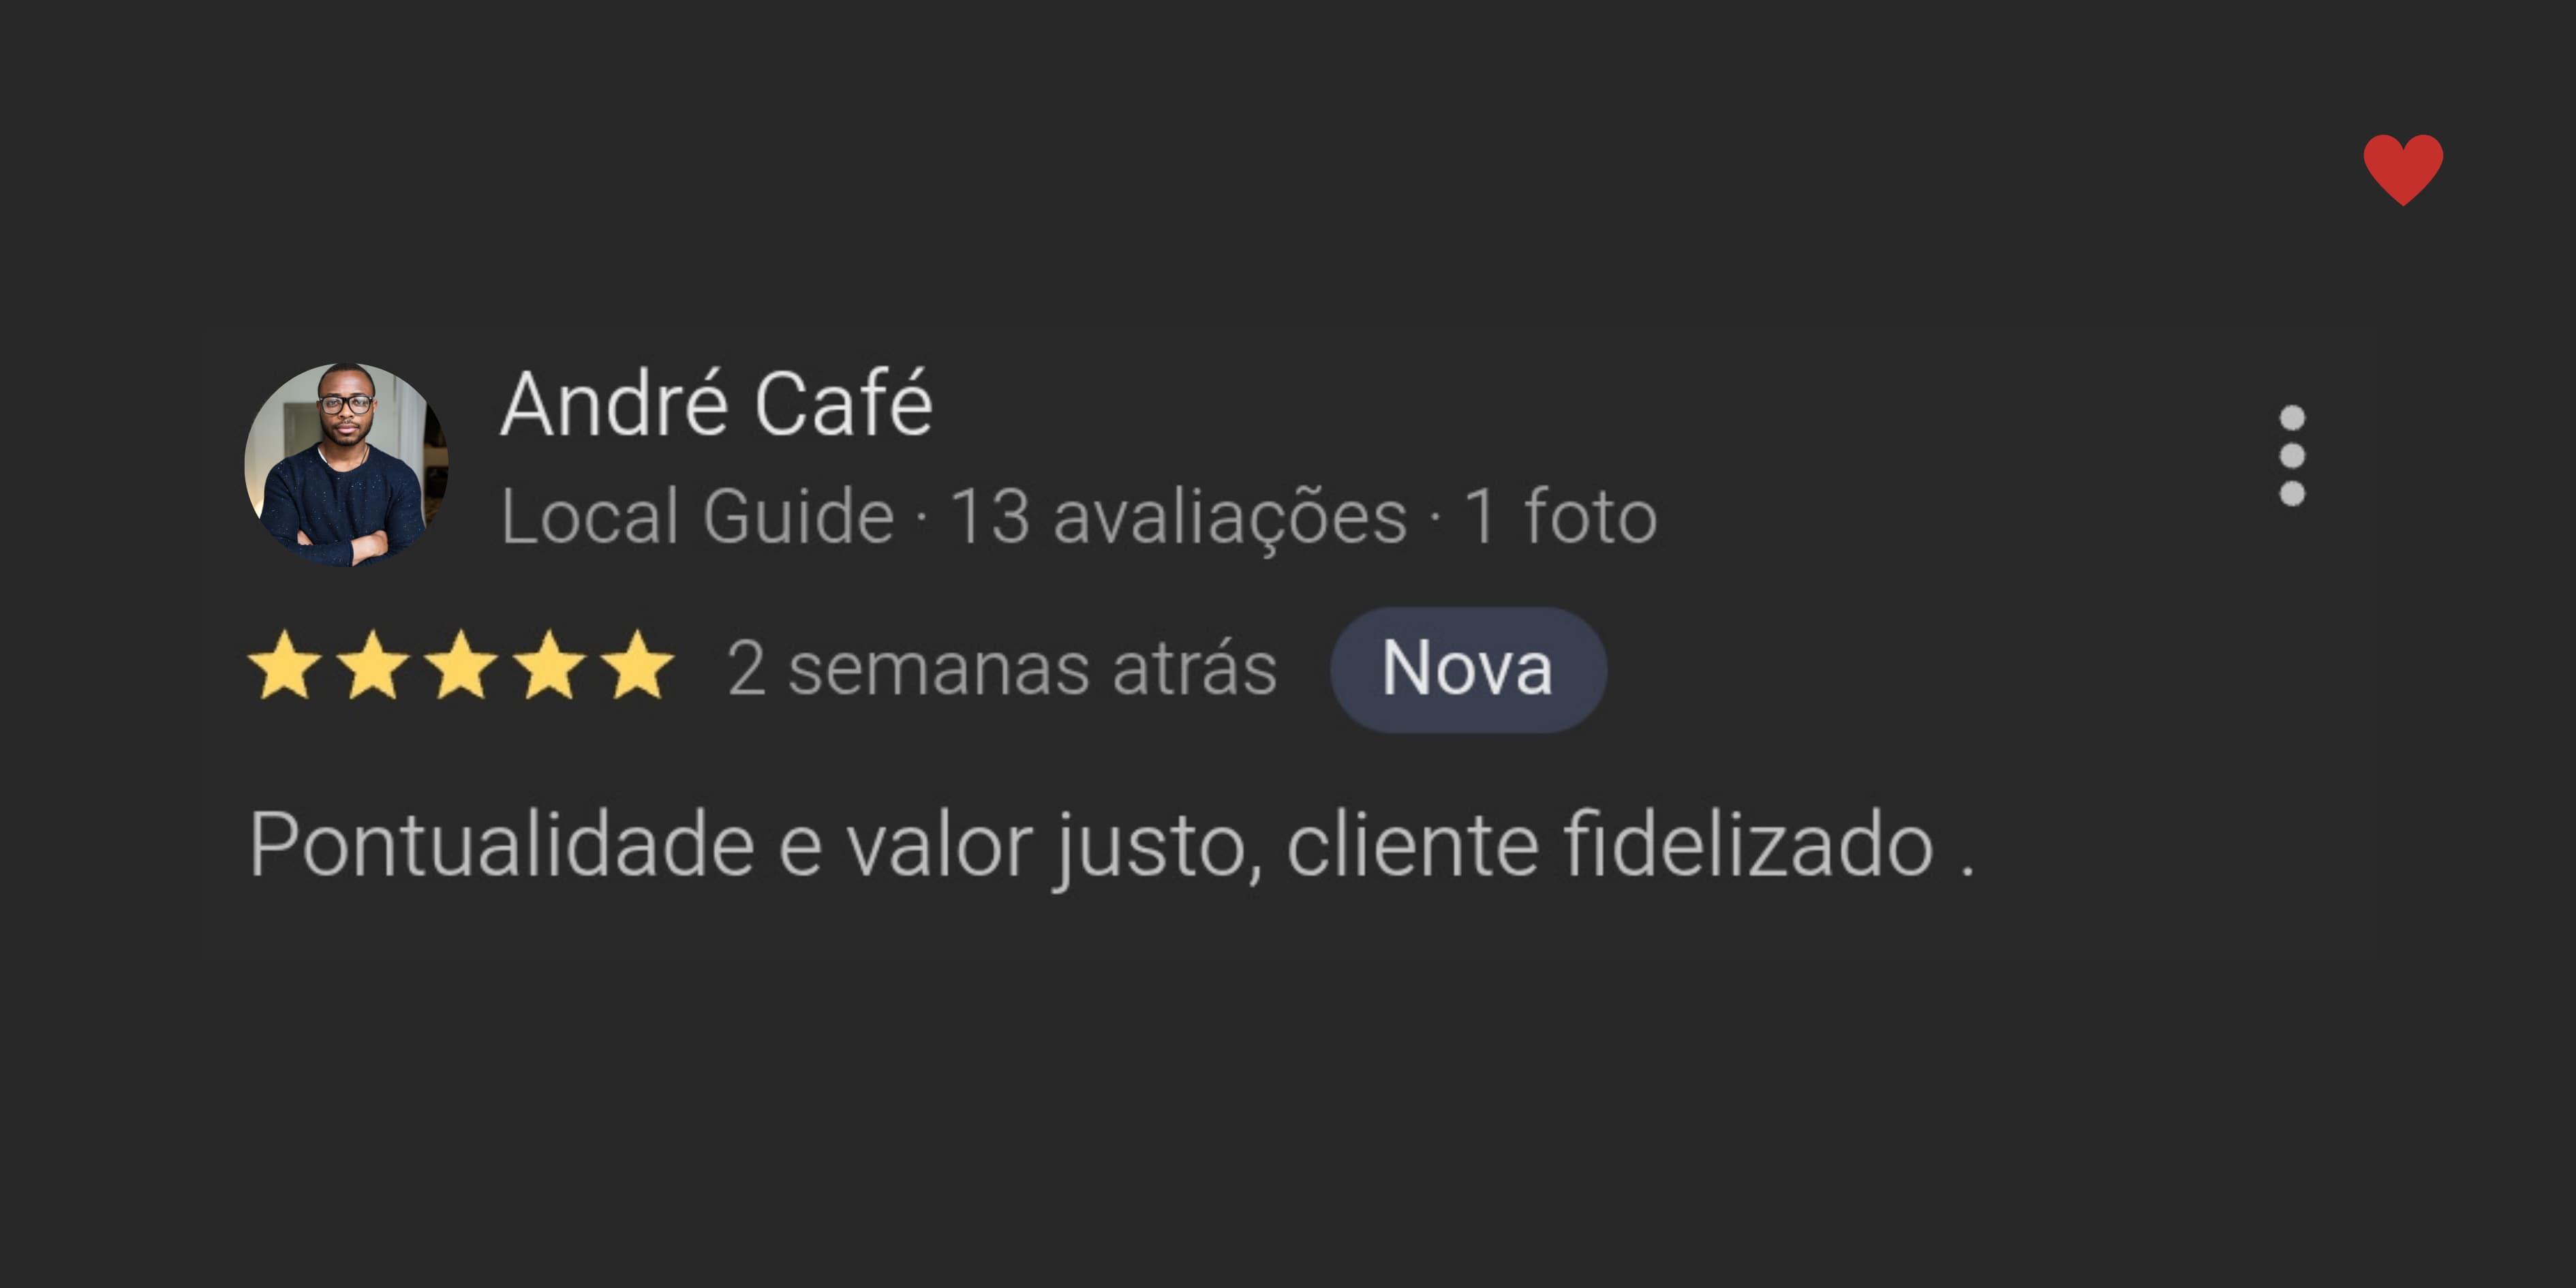 André Café
Local Guide · 13 avaliações · 1 foto
2 semanas atrás Nova
Pontualidade e valor justo, cliente fidelizado .